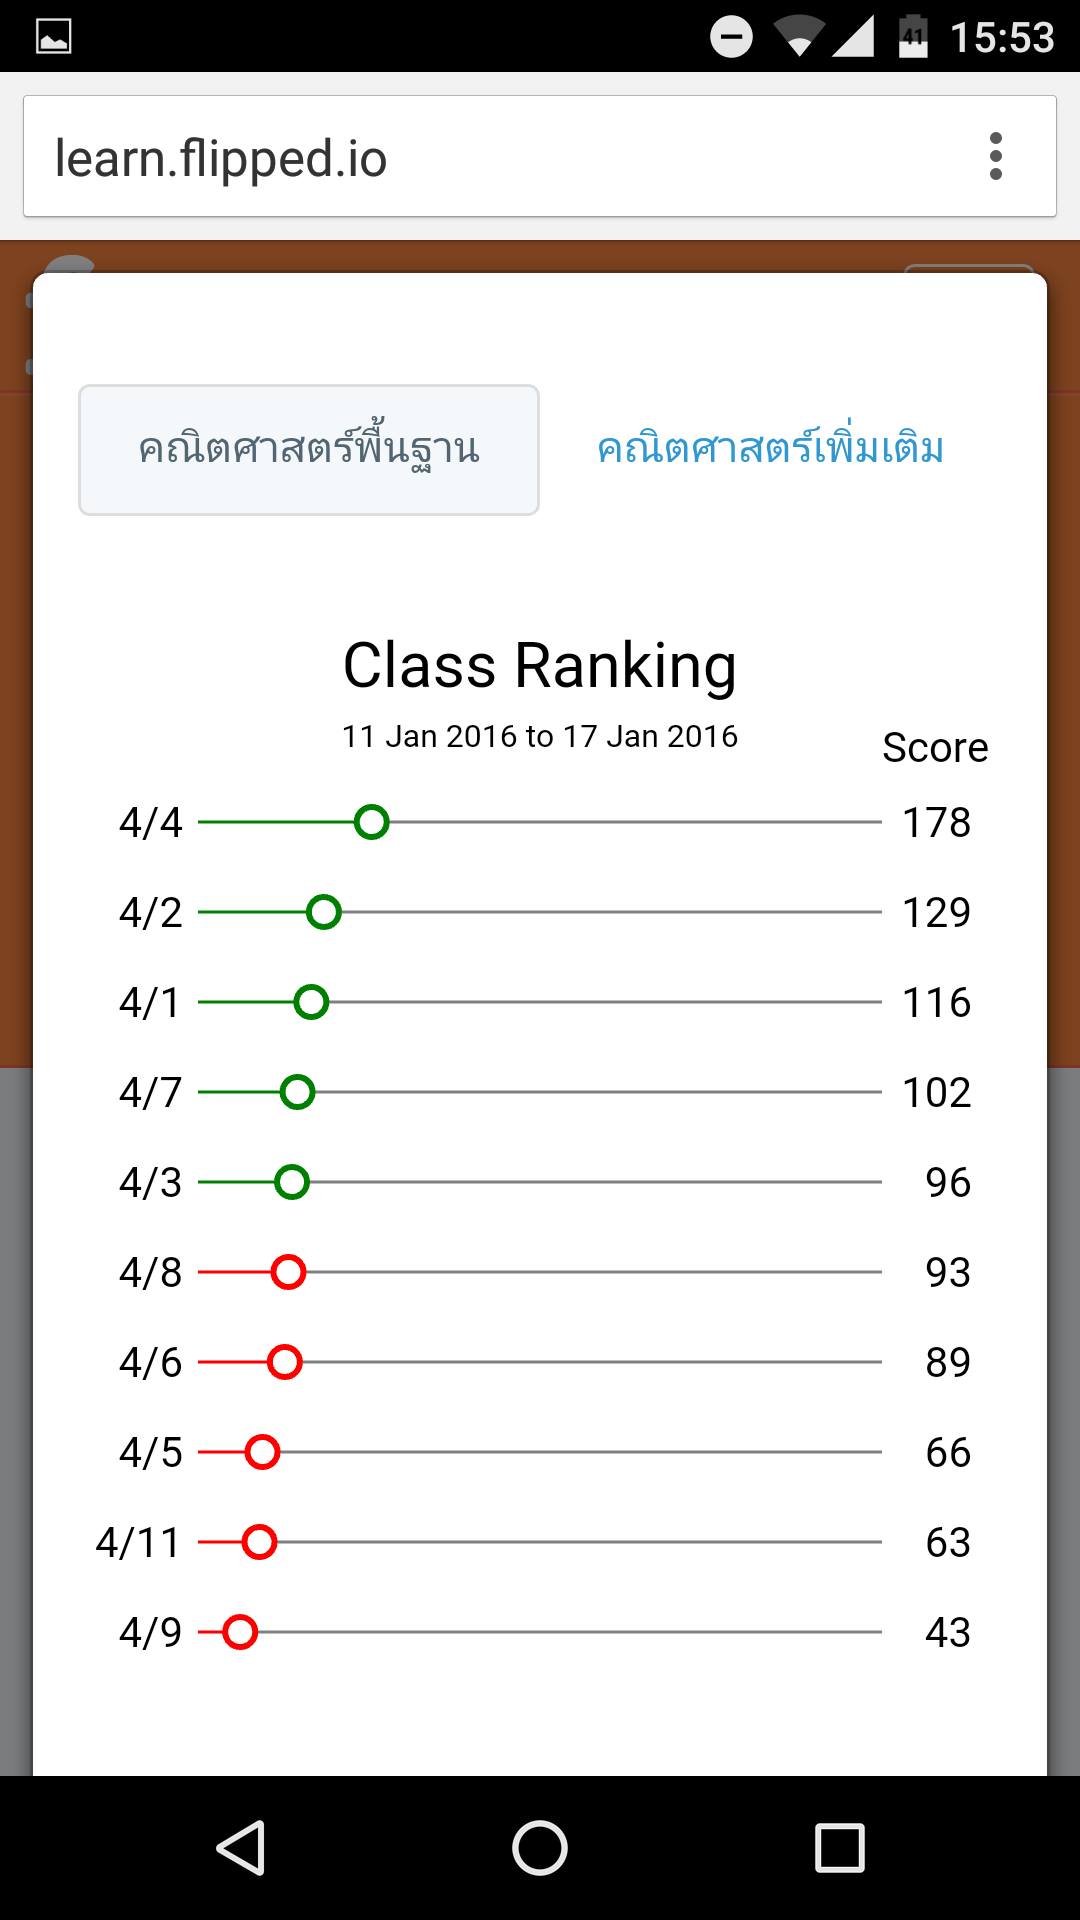 41 15:53
learn.flipped.io
คณิตศาสตร์พื้นฐาน คณิตศาสตร์เพิ่มเติม
Class Ranking
11 Jan 2016 to 17 Jan 2016
Score
4/4 178
4/2 129
4/1 116
4/7 102
4/3 96
4/8 93
4/6 89
4/5 66
4/11 63
4/9 43